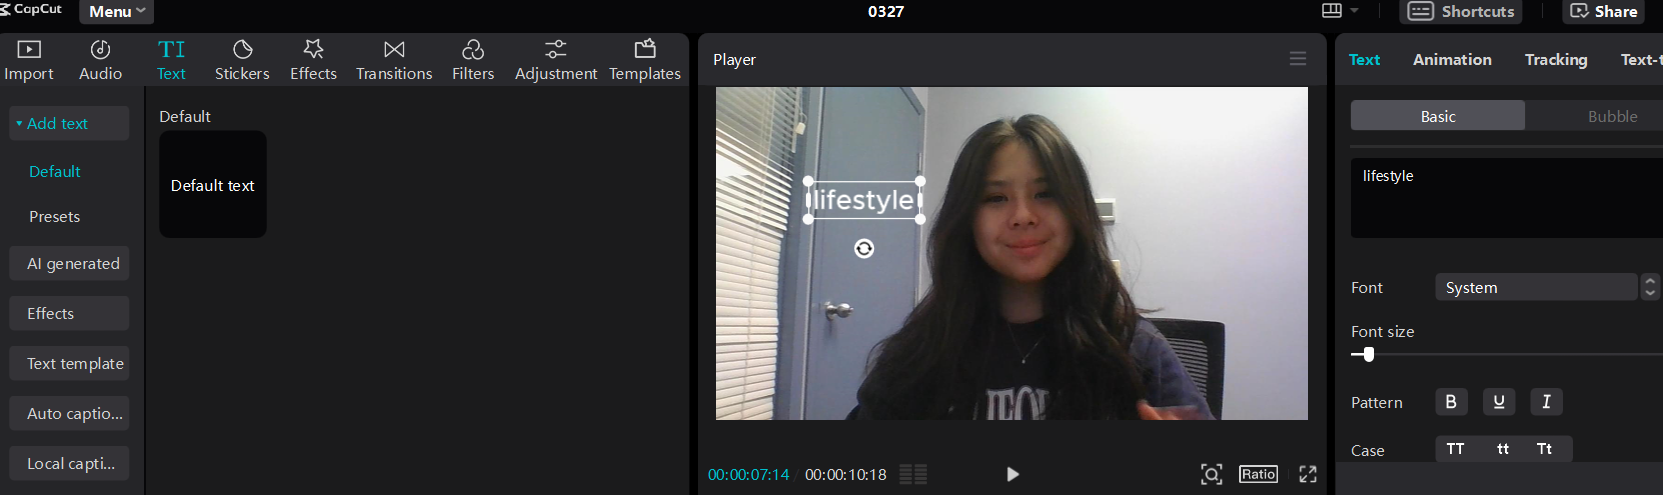 CapCut
Menu
0327
Shortcuts
Share
Import
Audio
TI
Text
Stickers
Effects
Transitions
Filters
Adjustment
Templates
Add text
Default
Presets
AI generated
Effects
Text template
Auto captio...
Local capti...
Default
Default text
Player
lifestyle
00:00:07:14 / 00:00:10:18
Ratio
Text
Animation
Tracking
Text-t
Basic
Bubble
lifestyle
Font
System
Font size
Pattern
B
U
I
Case
TT
tt
Tt